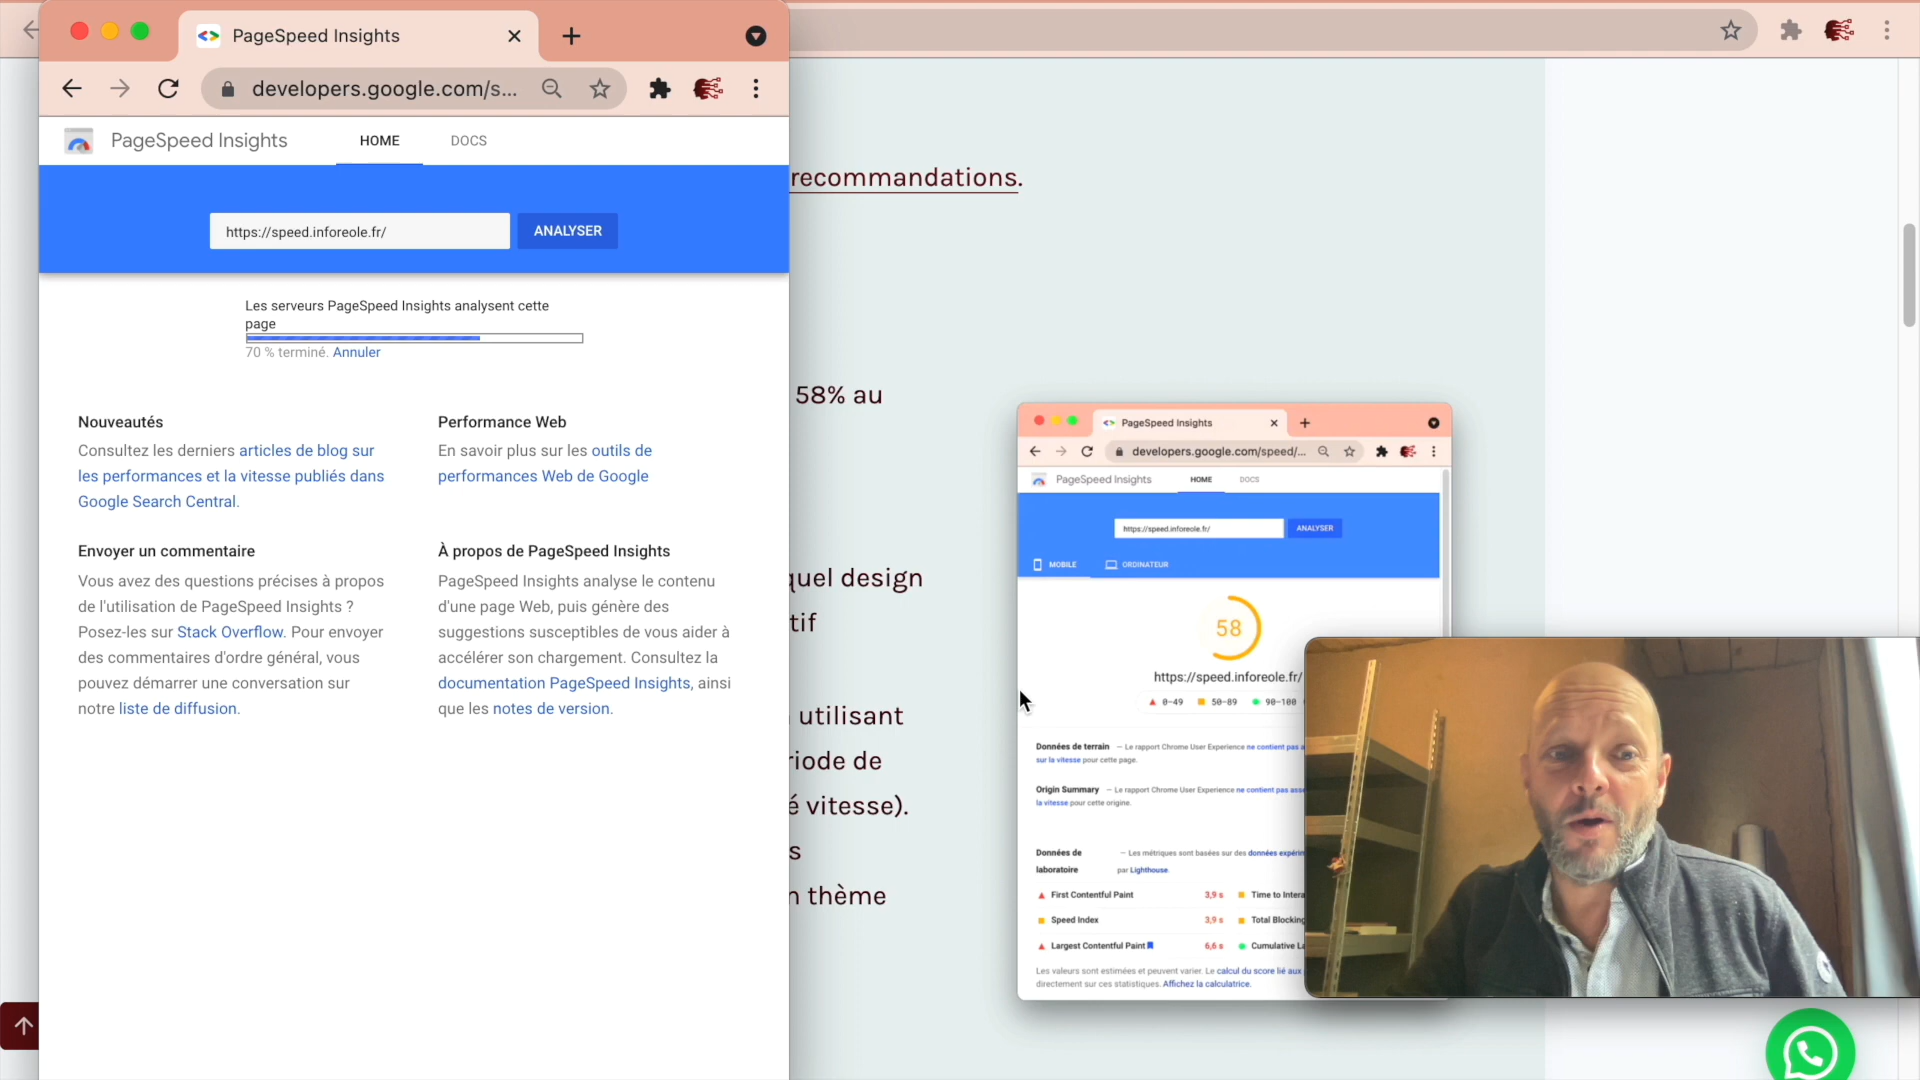 PageSpeed Insights
developers.google.com/s...
PageSpeed Insights
HOME
DOCS
https://speed.inforeole.fr/
ANALYSER
Les serveurs PageSpeed Insights analysent cette
page
70 % terminé. Annuler
Nouveautés
Consultez les derniers articles de blog sur
les performances et la vitesse publiés dans
Google Search Central.
Performance Web
En savoir plus sur les outils de
performances Web de Google
Envoyer un commentaire
Vous avez des questions précises à propos
de l'utilisation de PageSpeed Insights ?
Posez-les sur Stack Overflow. Pour envoyer
des commentaires d'ordre général, vous
pouvez démarrer une conversation sur
notre liste de diffusion.
À propos de PageSpeed Insights
PageSpeed Insights analyse le contenu
d'une page Web, puis génère des
suggestions susceptibles de vous aider à
accélérer son chargement. Consultez la
documentation PageSpeed Insights, ainsi
que les notes de version.
recommandations.
58% au
quel design
tif
utilisant
riode de
é vitesse).
s
n thème
PageSpeed Insights
developers.google.com/speed/...
PageSpeed Insights
HOME
DOCS
https://speed.inforeole.fr/
ANALYSER
MOBILE
ORDINATEUR
58
https://speed.inforeole.fr/
0–49
50–89
90–100
Données de terrain — Le rapport Chrome User Experience ne contient pas a
sur la vitesse pour cette page.
Origin Summary — Le rapport Chrome User Experience ne contient pas asse
la vitesse pour cette origine.
Données de
laboratoire
— Les métriques sont basées sur des données expérin
par Lighthouse.
First Contentful Paint 3,9 s
Time to Intera
Speed Index 3,9 s
Total Blocking
Largest Contentful Paint 6,6 s
Cumulative La
Les valeurs sont estimées et peuvent varier. Le calcul du score lié aux
directement sur ces statistiques. Affichez la calculatrice.